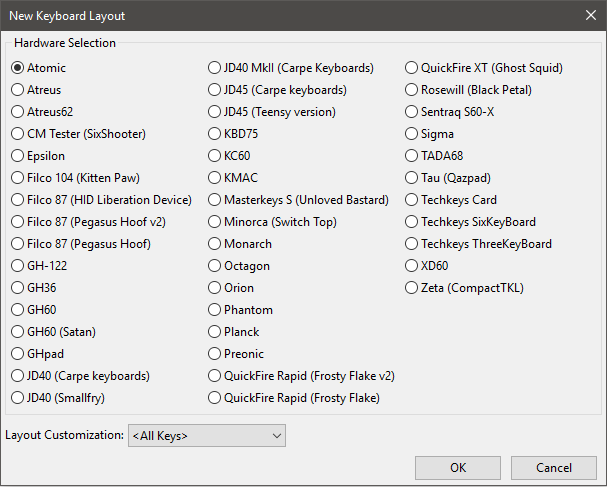 New Keyboard Layout
Hardware Selection
Atomic
Atreus
Atreus62
CM Tester (SixShooter)
Epsilon
Filco 104 (Kitten Paw)
Filco 87 (HID Liberation Device)
Filco 87 (Pegasus Hoof v2)
Filco 87 (Pegasus Hoof)
GH-122
GH36
GH60
GH60 (Satan)
GHpad
JD40 (Carpe keyboards)
JD40 (Smallfry)
JD40 MkII (Carpe Keyboards)
JD45 (Carpe keyboards)
JD45 (Teensy version)
KBD75
KC60
KMAC
Masterkeys S (Unloved Bastard)
Minorca (Switch Top)
Monarch
Octagon
Orion
Phantom
Planck
Preonic
QuickFire Rapid (Frosty Flake v2)
QuickFire Rapid (Frosty Flake)
QuickFire XT (Ghost Squid)
Rosewill (Black Petal)
Sentraq S60-X
Sigma
TADA68
Tau (Qazpad)
Techkeys Card
Techkeys SixKeyBoard
Techkeys ThreeKeyBoard
XD60
Zeta (CompactTKL)
Layout Customization: <All Keys>
OK Cancel